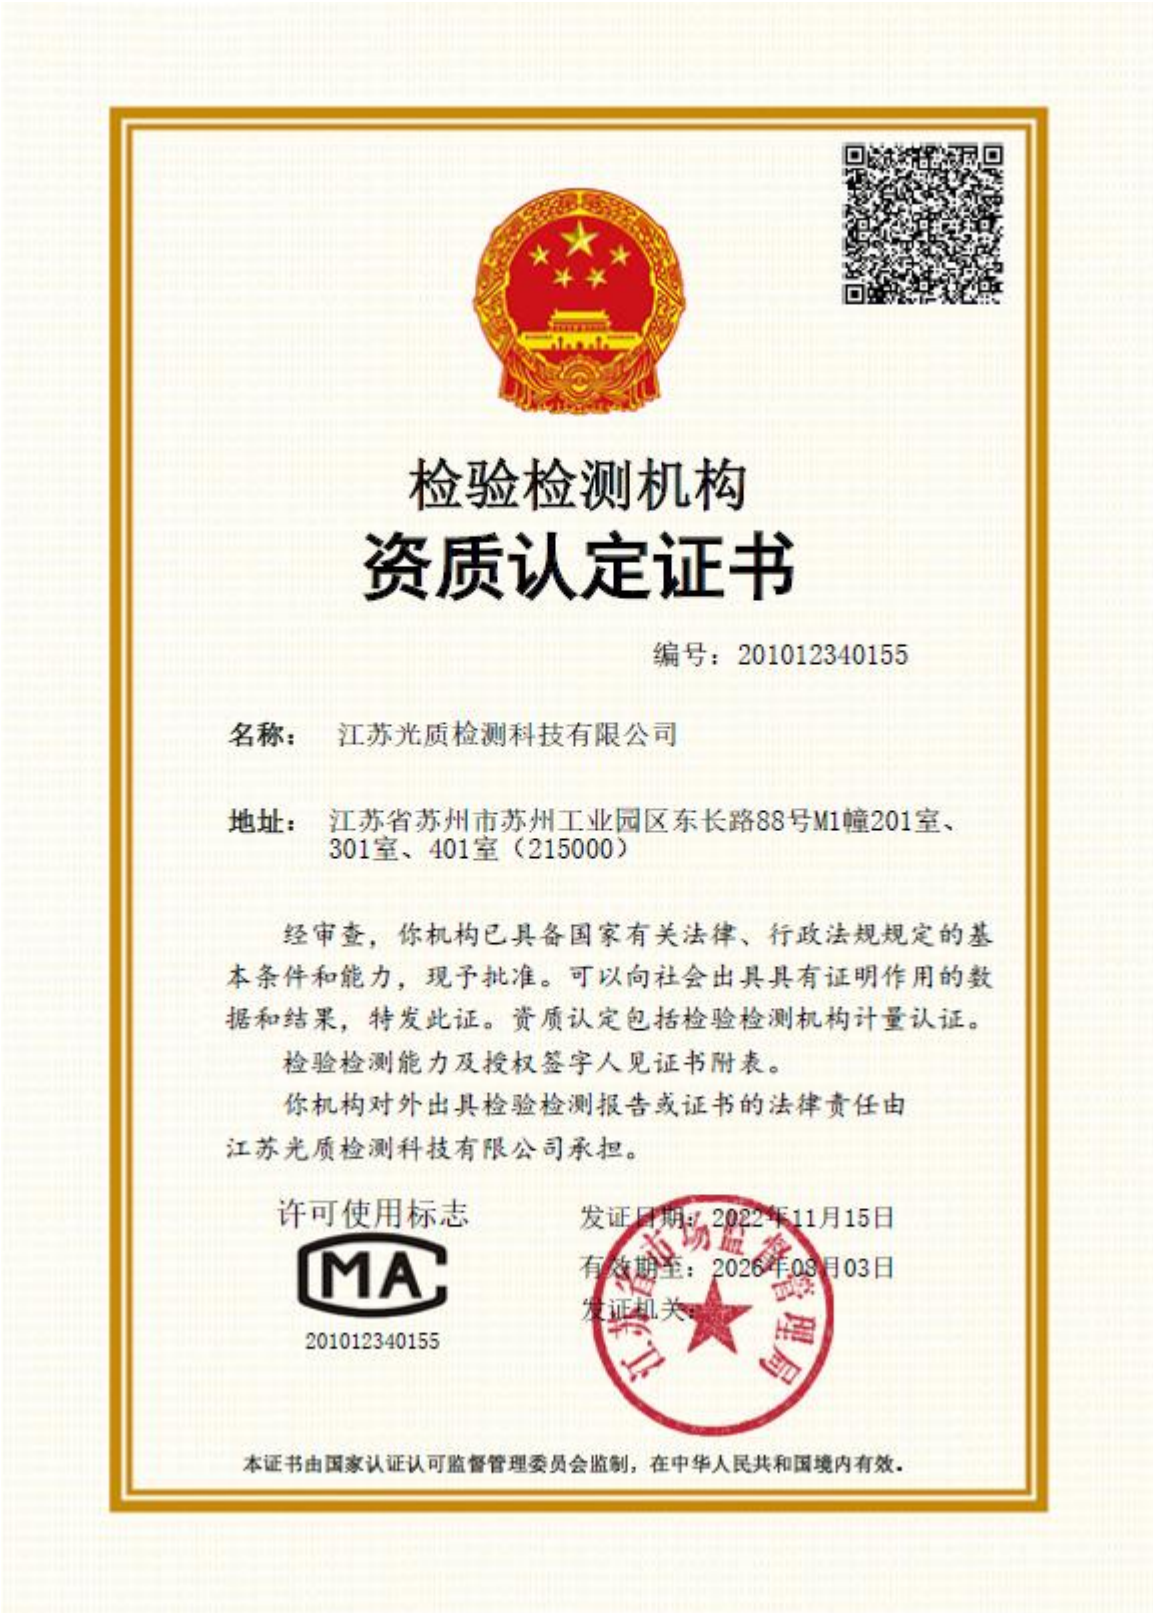 检验检测机构
资质认定证书
编号：201012340155
名称： 江苏光质检测科技有限公司
地址： 江苏省苏州市苏州工业园区东长路88号M1幢201室、
301室、401室（215000）
经审查，你机构已具备国家有关法律、行政法规规定的基
本条件和能力，现予批准。可以向社会出具具有证明作用的数
据和结果，特发此证。资质认定包括检验检测机构计量认证。
检验检测能力及授权签字人见证书附表。
你机构对外出具检验检测报告或证书的法律责任由
江苏光质检测科技有限公司承担。
许可使用标志
MA
201012340155
发证日期：2022年11月15日
有效期至：2026年08月03日
发证机关：
江苏省市场监督管理局
本证书由国家认证认可监督管理委员会监制，在中华人民共和国境内有效。